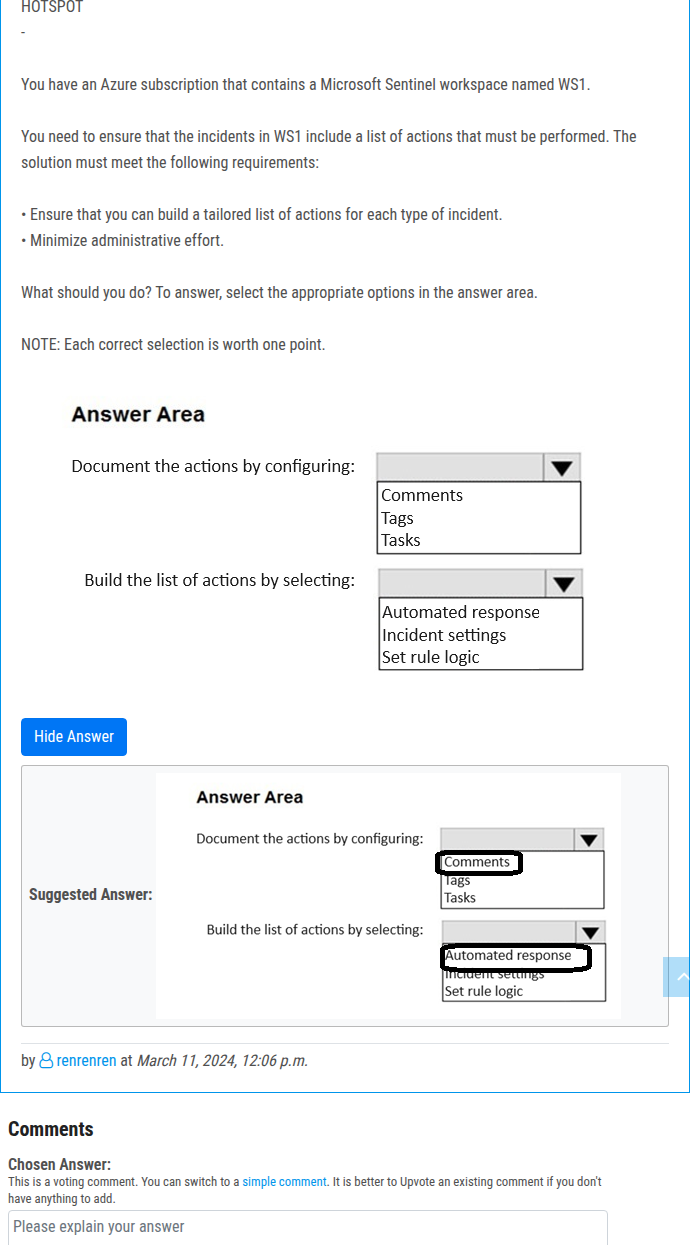 HOTSPOT
-
You have an Azure subscription that contains a Microsoft Sentinel workspace named WS1.
You need to ensure that the incidents in WS1 include a list of actions that must be performed. The
solution must meet the following requirements:
• Ensure that you can build a tailored list of actions for each type of incident.
• Minimize administrative effort.
What should you do? To answer, select the appropriate options in the answer area.
NOTE: Each correct selection is worth one point.
Answer Area
Document the actions by configuring:
Comments
Tags
Tasks
Build the list of actions by selecting:
Automated response
Incident settings
Set rule logic
Hide Answer
Suggested Answer:
Answer Area
Document the actions by configuring:
Comments
Tags
Tasks
Build the list of actions by selecting:
Automated response
Incident settings
Set rule logic
by renrenren at March 11, 2024, 12:06 p.m.
Comments
Chosen Answer:
This is a voting comment. You can switch to a simple comment. It is better to Upvote an existing comment if you don't
have anything to add.
Please explain your answer